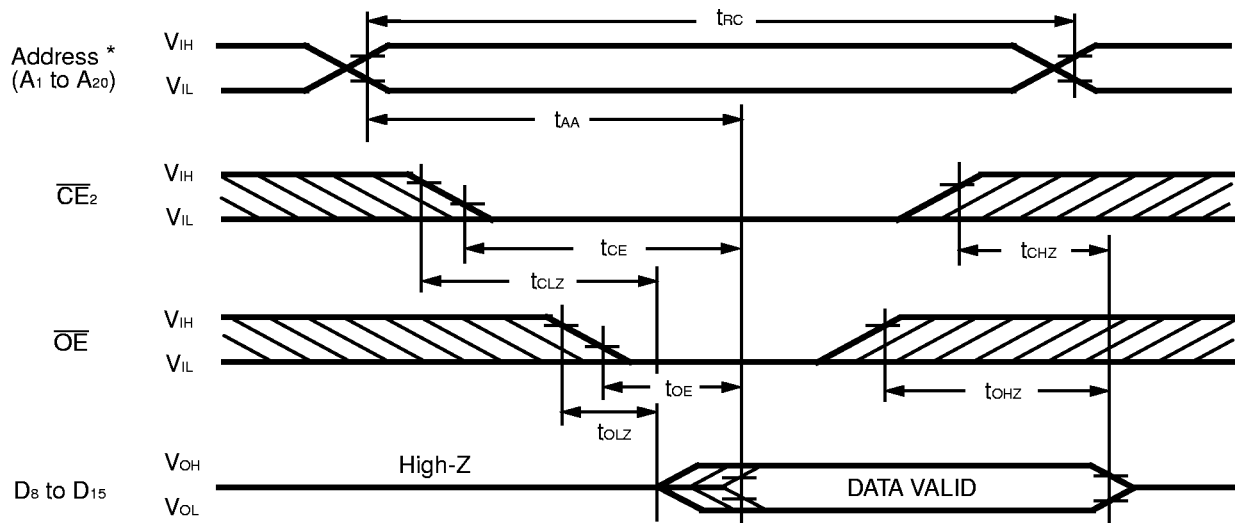 tRC
Address *
(A1 to A20)
VIH
VIL
tAA
CE2
VIH
VIL
tCE
tCHZ
tCLZ
OE
VIH
VIL
tOE
tOHZ
tOLZ
D8 to D15
VOH
High-Z
DATA VALID
VOL